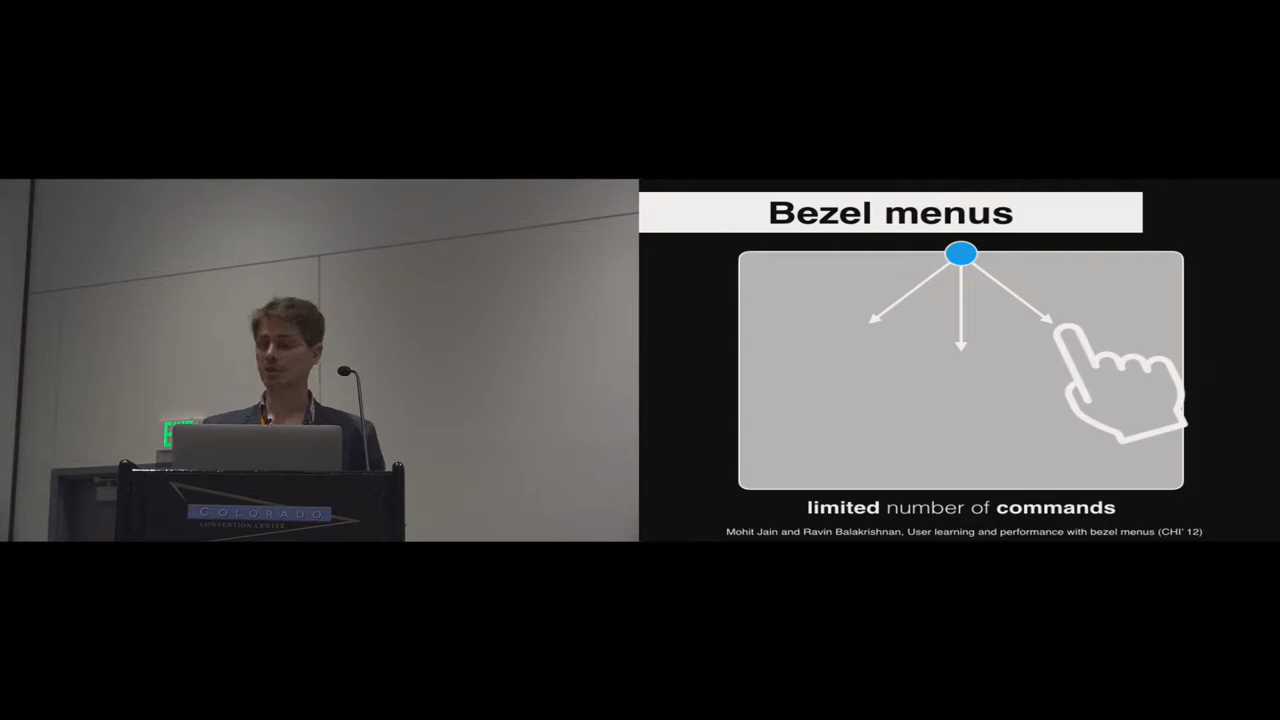 COLORADO
CONVENTION CENTER
Bezel menus
limited number of commands
Mohit Jain and Ravin Balakrishnan, User learning and performance with bezel menus (CHI' 12)